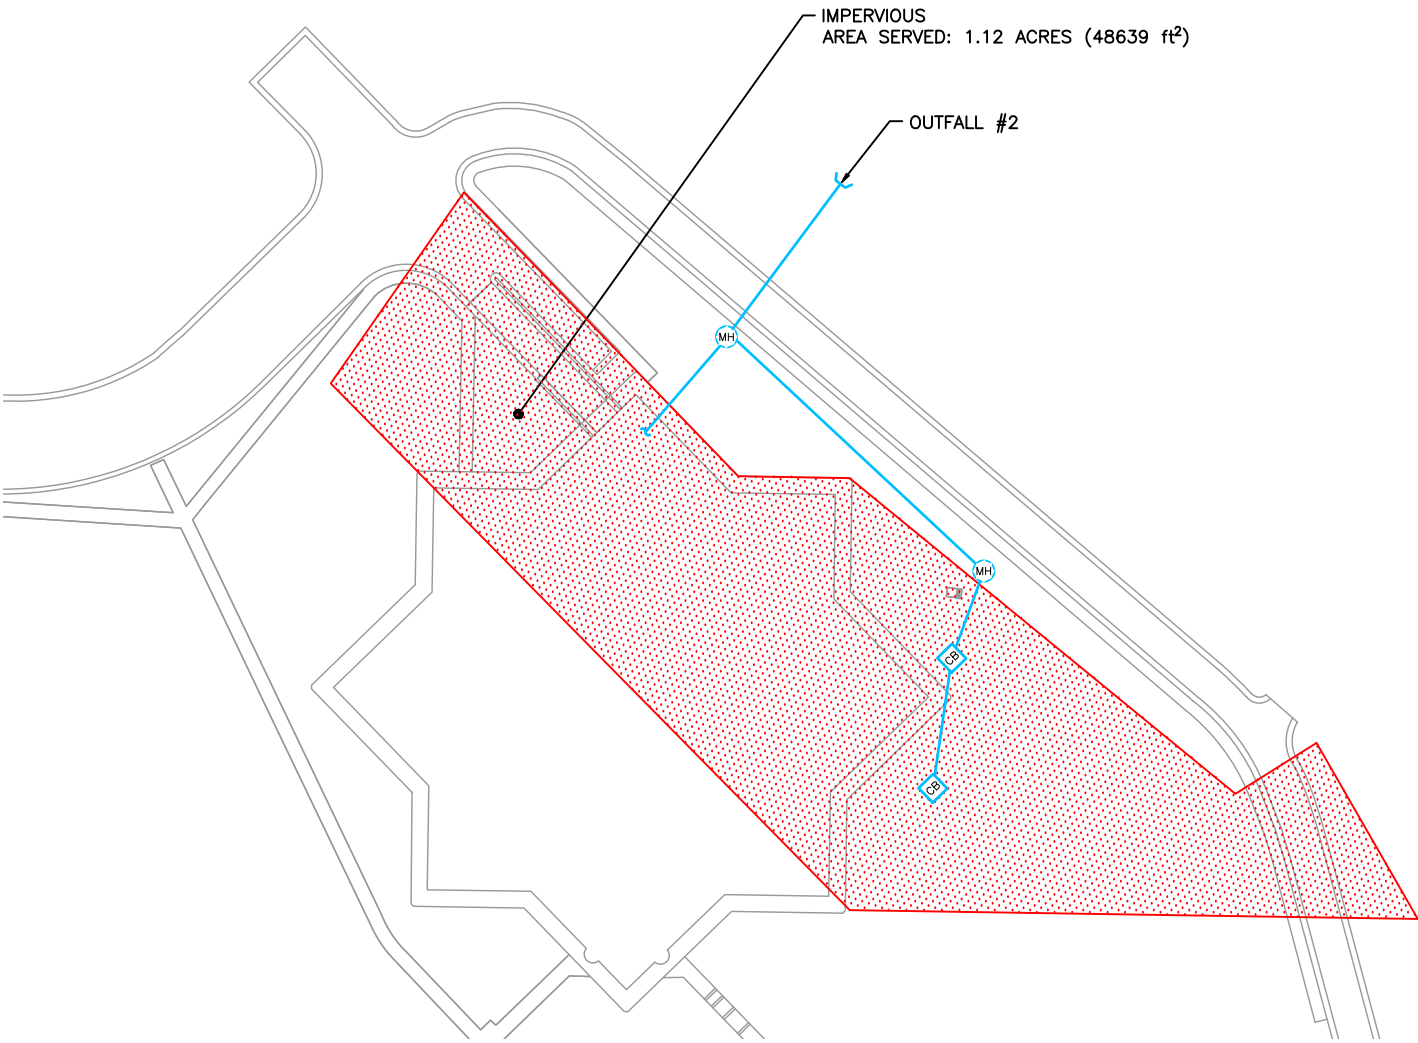 IMPERVIOUS
AREA SERVED: 1.12 ACRES (48639 ft²)
OUTFALL #2
MH
MH
CB
CB